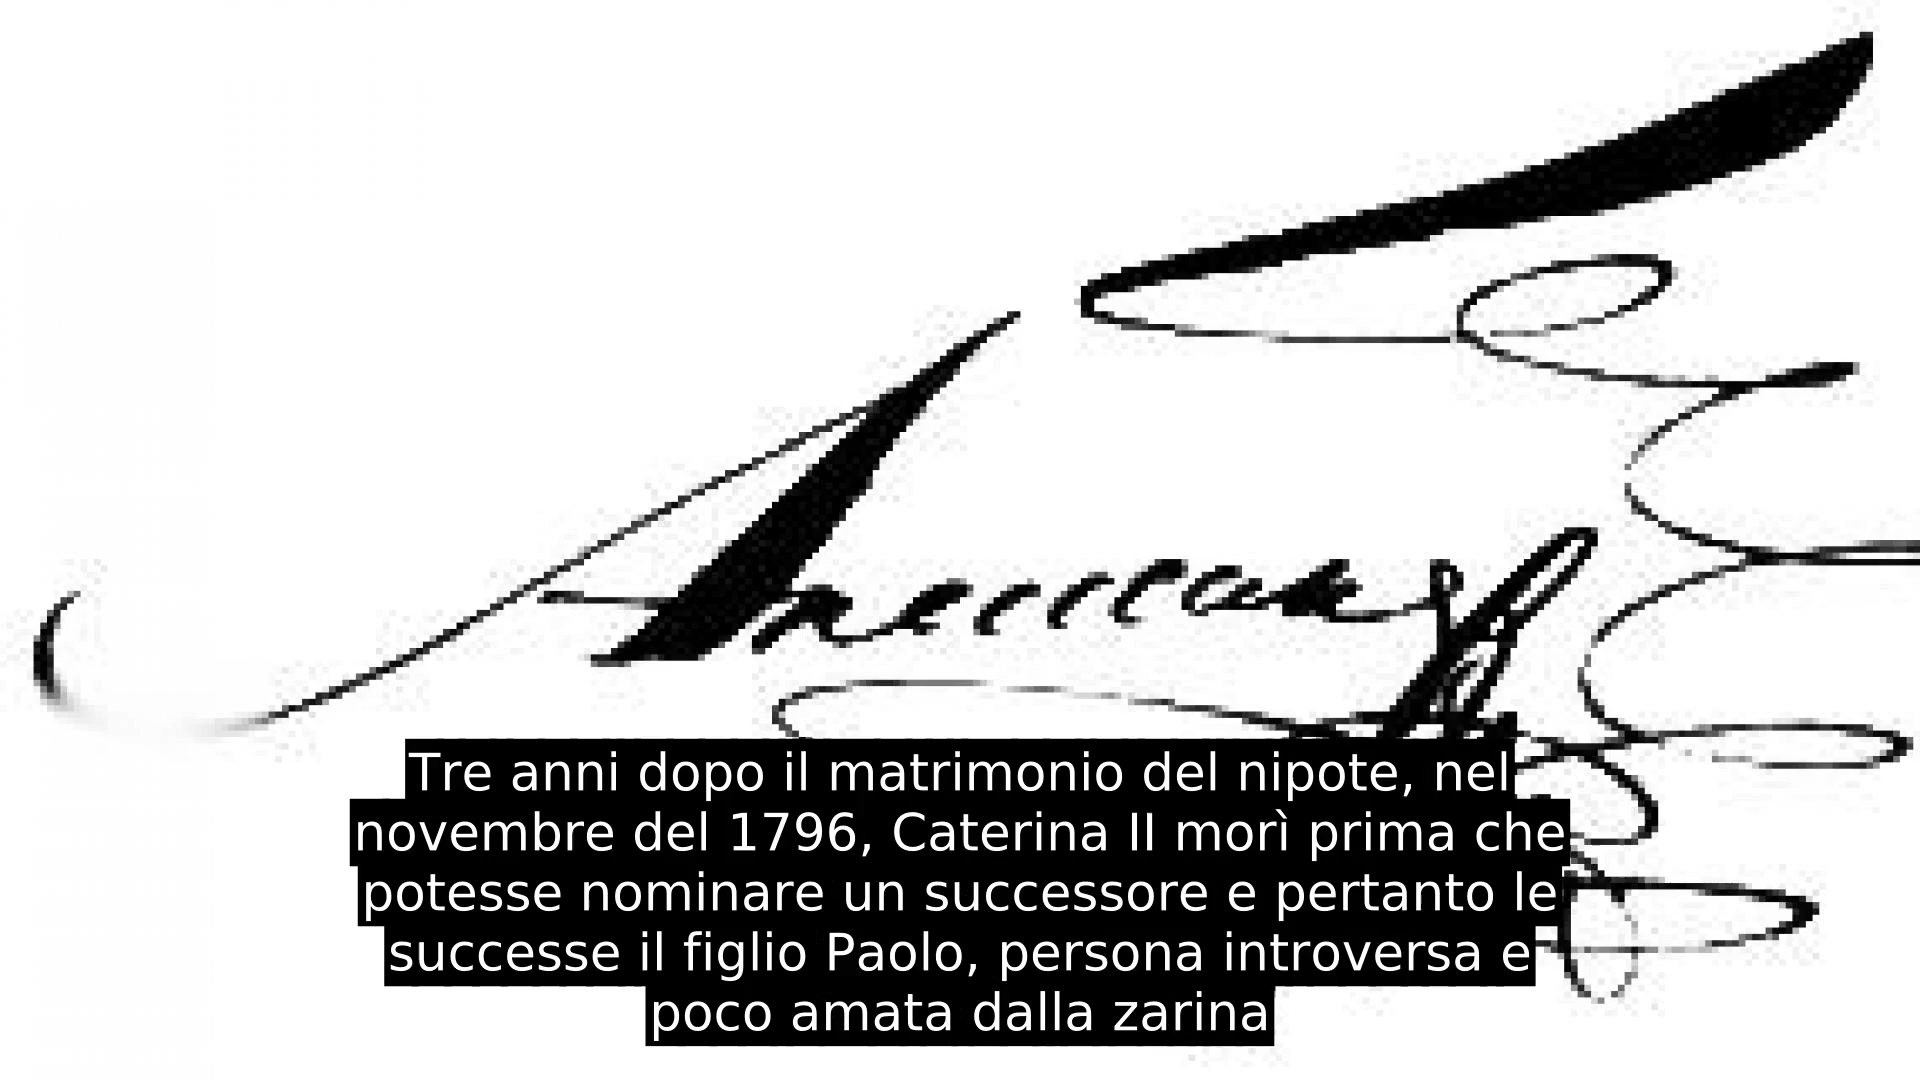 Tre anni dopo il matrimonio del nipote, nel
novembre del 1796, Caterina II morì prima che
potesse nominare un successore e pertanto le
successe il figlio Paolo, persona introversa e
poco amata dalla zarina